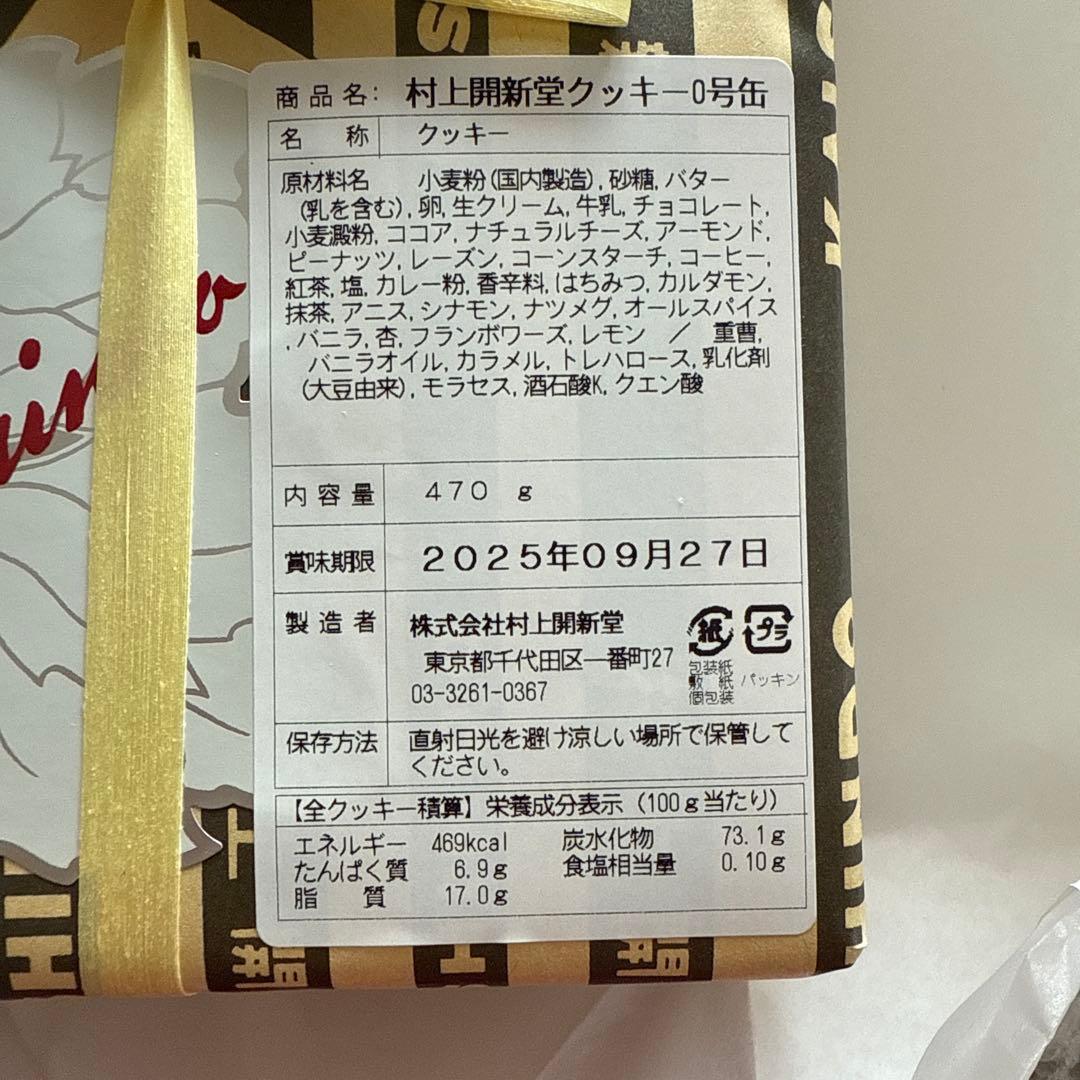 商品名: 村上開新堂クッキー0号缶
名 称 クッキー
原材料名 小麦粉(国内製造), 砂糖, バター
(乳を含む), 卵, 生クリーム, 牛乳, チョコレート,
小麦澱粉, ココア, ナチュラルチーズ, アーモンド,
ピーナッツ, レーズン, コーンスターチ, コーヒー,
紅茶, 塩, カレー粉, 香辛料, はちみつ, カルダモン,
抹茶, アニス, シナモン, ナツメグ, オールスパイス
, バニラ, 杏, フランボワーズ, レモン / 重曹,
バニラオイル, カラメル, トレハロース, 乳化剤
(大豆由来), モラセス, 酒石酸K, クエン酸
内容量 470 g
賞味期限 2025年09月27日
製造者 株式会社村上開新堂
東京都千代田区一番町27
03-3261-0367
紙 プラ
包装紙
敷 紙 パッキン
個包装
保存方法 直射日光を避け涼しい場所で保管して
ください。
【全クッキー積算】栄養成分表示(100g当たり)
エネルギー 469kcal 炭水化物 73.1g
たんぱく質 6.9g 食塩相当量 0.10g
脂 質 17.0g